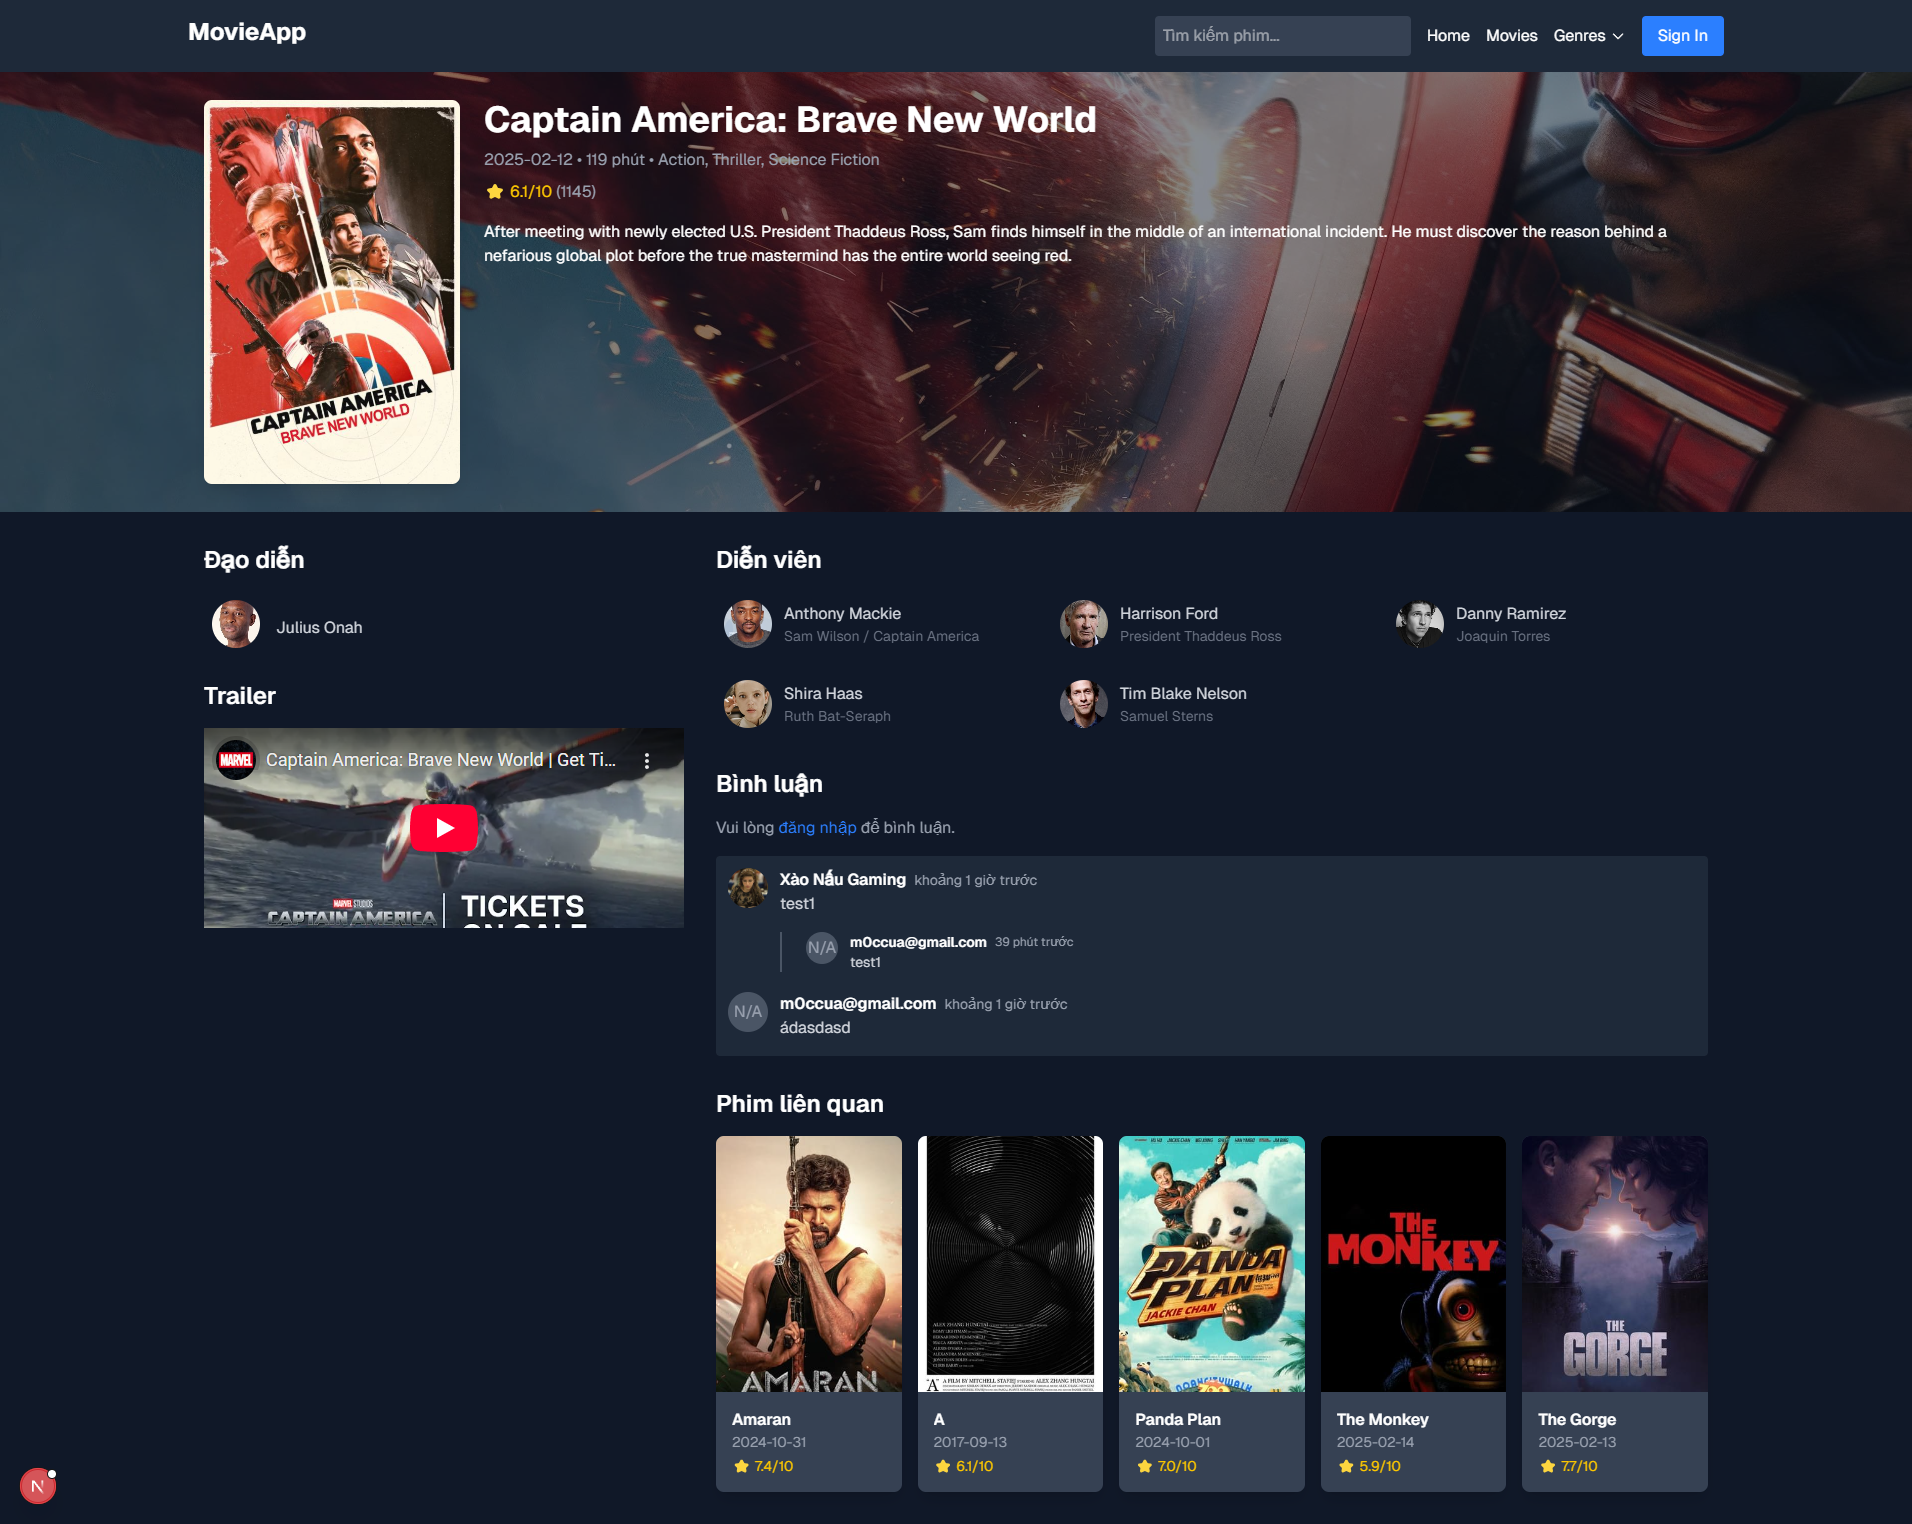 MovieApp
Tìm kiếm phim...
Home
Movies
Genres
Sign In
CAPTAIN AMERICA
BRAVE NEW WORLD
Captain America: Brave New World
2025-02-12 • 119 phút • Action, Thriller, Science Fiction
6.1/10 (1145)
After meeting with newly elected U.S. President Thaddeus Ross, Sam finds himself in the middle of an international incident. He must discover the reason behind a
nefarious global plot before the true mastermind has the entire world seeing red.
Đạo diễn
Julius Onah
Trailer
MARVEL
Captain America: Brave New World | Get Ti...
MARVEL STUDIOS
CAPTAIN AMERICA
TICKETS
ON SALE
Diễn viên
Anthony Mackie
Sam Wilson / Captain America
Harrison Ford
President Thaddeus Ross
Danny Ramirez
Joaquin Torres
Shira Haas
Ruth Bat-Seraph
Tim Blake Nelson
Samuel Sterns
Bình luận
Vui lòng đăng nhập để bình luận.
Xào Nấu Gaming khoảng 1 giờ trước
test1
N/A
m0ccua@gmail.com 39 phút trước
test1
N/A
m0ccua@gmail.com khoảng 1 giờ trước
ádasdasd
Phim liên quan
AMARAN
Amaran
2024-10-31
7.4/10
ALEX ZHANG HUNGTAI
"A" A FILM BY MITCHELL STAFIEJ
A
2017-09-13
6.1/10
PANDA
PLAN
JACKIE CHAN
Panda Plan
2024-10-01
7.0/10
THE
MONKEY
The Monkey
2025-02-14
5.9/10
THE
GORGE
The Gorge
2025-02-13
7.7/10
N